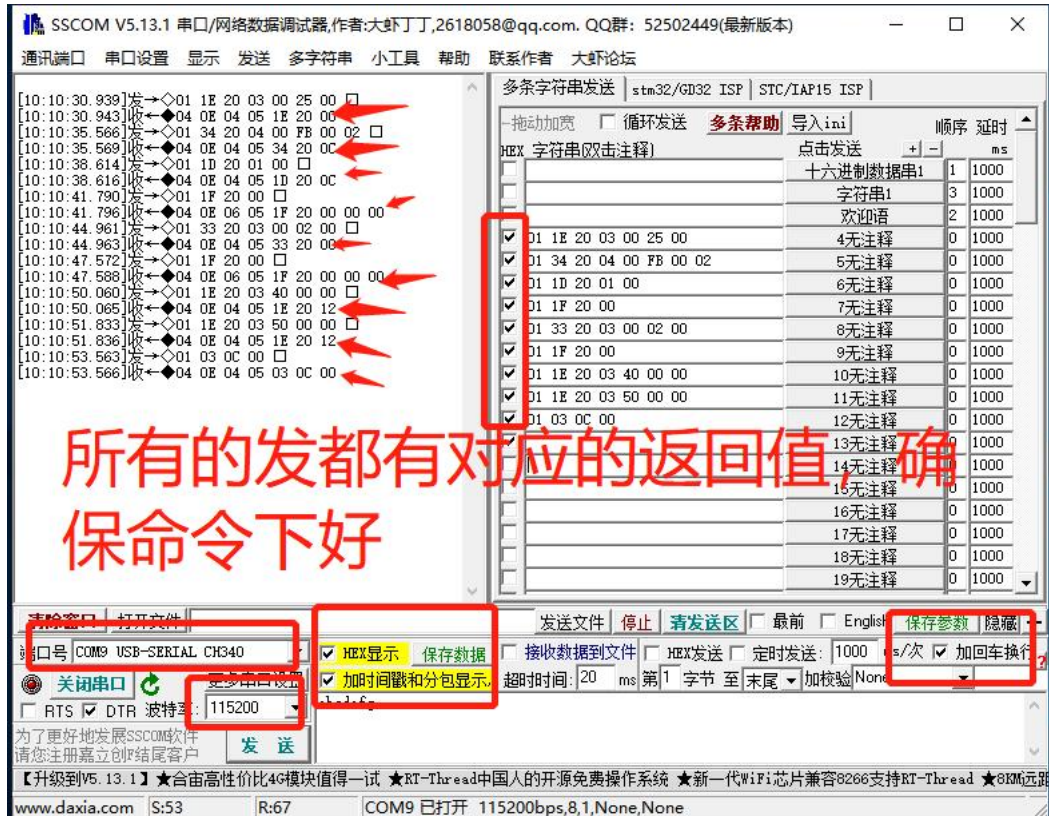 SSCOM V5.13.1 串口/网络数据调试器,作者:大虾丁丁,2618058@qq.com. QQ群: 52502449(最新版本)
通讯端口 串口设置 显示 发送 多字符串 小工具 帮助 联系作者 大虾论坛
[10:10:30.939]发→◇01 1E 20 03 00 25 00 □
[10:10:30.943]收←◆04 0E 04 05 1E 20 00
[10:10:35.566]发→◇01 34 20 04 00 FB 00 02 □
[10:10:35.569]收←◆04 0E 04 05 34 20 0C
[10:10:38.614]发→◇01 1D 20 01 00 □
[10:10:38.616]收←◆04 0E 04 05 1D 20 0C
[10:10:41.790]发→◇01 1F 20 00 □
[10:10:41.796]收←◆04 0E 06 05 1F 20 00 00 00
[10:10:44.961]发→◇01 33 20 03 00 02 00 □
[10:10:44.963]收←◆04 0E 04 05 33 20 00
[10:10:47.572]发→◇01 1F 20 00 □
[10:10:47.588]收←◆04 0E 06 05 1F 20 00 00 00
[10:10:50.060]发→◇01 1E 20 03 40 00 00 □
[10:10:50.065]收←◆04 0E 04 05 1E 20 12
[10:10:51.833]发→◇01 1E 20 03 50 00 00 □
[10:10:51.836]收←◆04 0E 04 05 1E 20 12
[10:10:53.563]发→◇01 03 0C 00 □
[10:10:53.566]收←◆04 0E 04 05 03 0C 00
多条字符串发送 stm32/GD32 ISP STC/IAP15 ISP
拖动加宽 循环发送 多条帮助 导入ini 顺序 延时
HEX 字符串(双击注释) 点击发送 + - ms
十六进制数据串1 1 1000
字符串1 3 1000
欢迎语 2 1000
01 1E 20 03 00 25 00 4无注释 0 1000
01 34 20 04 00 FB 00 02 5无注释 0 1000
01 1D 20 01 00 6无注释 0 1000
01 1F 20 00 7无注释 0 1000
01 33 20 03 00 02 00 8无注释 0 1000
01 1F 20 00 9无注释 0 1000
01 1E 20 03 40 00 00 10无注释 0 1000
01 1E 20 03 50 00 00 11无注释 0 1000
01 03 0C 00 12无注释 0 1000
13无注释 0 1000
14无注释 0 1000
15无注释 0 1000
16无注释 0 1000
17无注释 0 1000
18无注释 0 1000
19无注释 0 1000
所有的发都有对应的返回值，确
保命令下好
清除窗口 打开文件 发送文件 停止 清发送区 最前 English 保存参数 隐藏
端口号 COM9 USB-SERIAL CH340 HEX显示 保存数据 接收数据到文件 HEX发送 定时发送: 1000 ms/次 加回车换行
关闭串口 更多串口设置 加时间戳和分包显示, 超时时间: 20 ms 第 1 字节 至 末尾 加校验 None
RTS DTR 波特率: 115200
为了更好地发展SSCOM软件
请您注册嘉立创F结尾客户 发 送
【升级到V5.13.1】★合宙高性价比4G模块值得一试 ★RT-Thread中国人的开源免费操作系统 ★新一代WiFi芯片兼容8266支持RT-Thread ★8KM远距
www.daxia.com S:53 R:67 COM9 已打开 115200bps,8,1,None,None